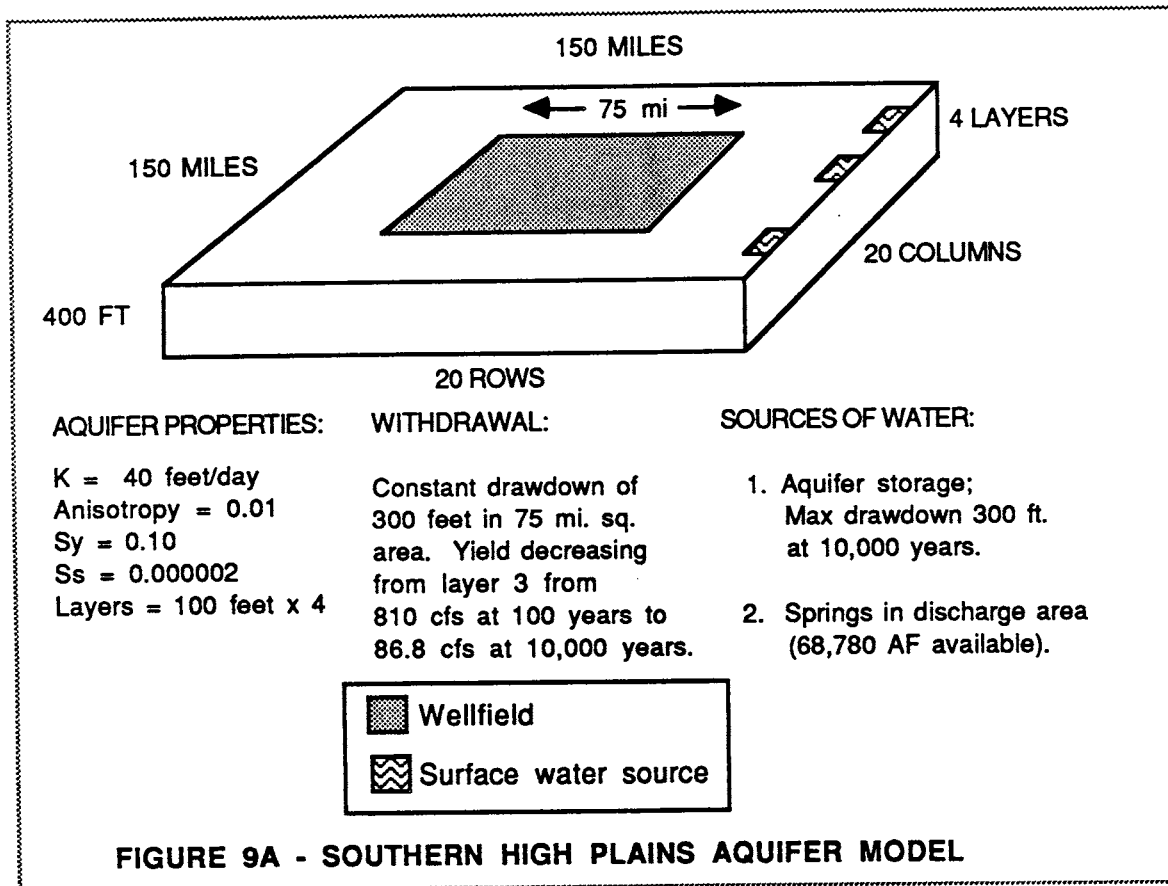 150 MILES
75 mi
4 LAYERS
150 MILES
20 COLUMNS
400 FT
20 ROWS
AQUIFER PROPERTIES:
K = 40 feet/day
Anisotropy = 0.01
Sy = 0.10
Ss = 0.000002
Layers = 100 feet x 4
WITHDRAWAL:
Constant drawdown of
300 feet in 75 mi. sq.
area. Yield decreasing
from layer 3 from
810 cfs at 100 years to
86.8 cfs at 10,000 years.
SOURCES OF WATER:
1. Aquifer storage;
Max drawdown 300 ft.
at 10,000 years.
2. Springs in discharge area
(68,780 AF available).
Wellfield
Surface water source
FIGURE 9A - SOUTHERN HIGH PLAINS AQUIFER MODEL